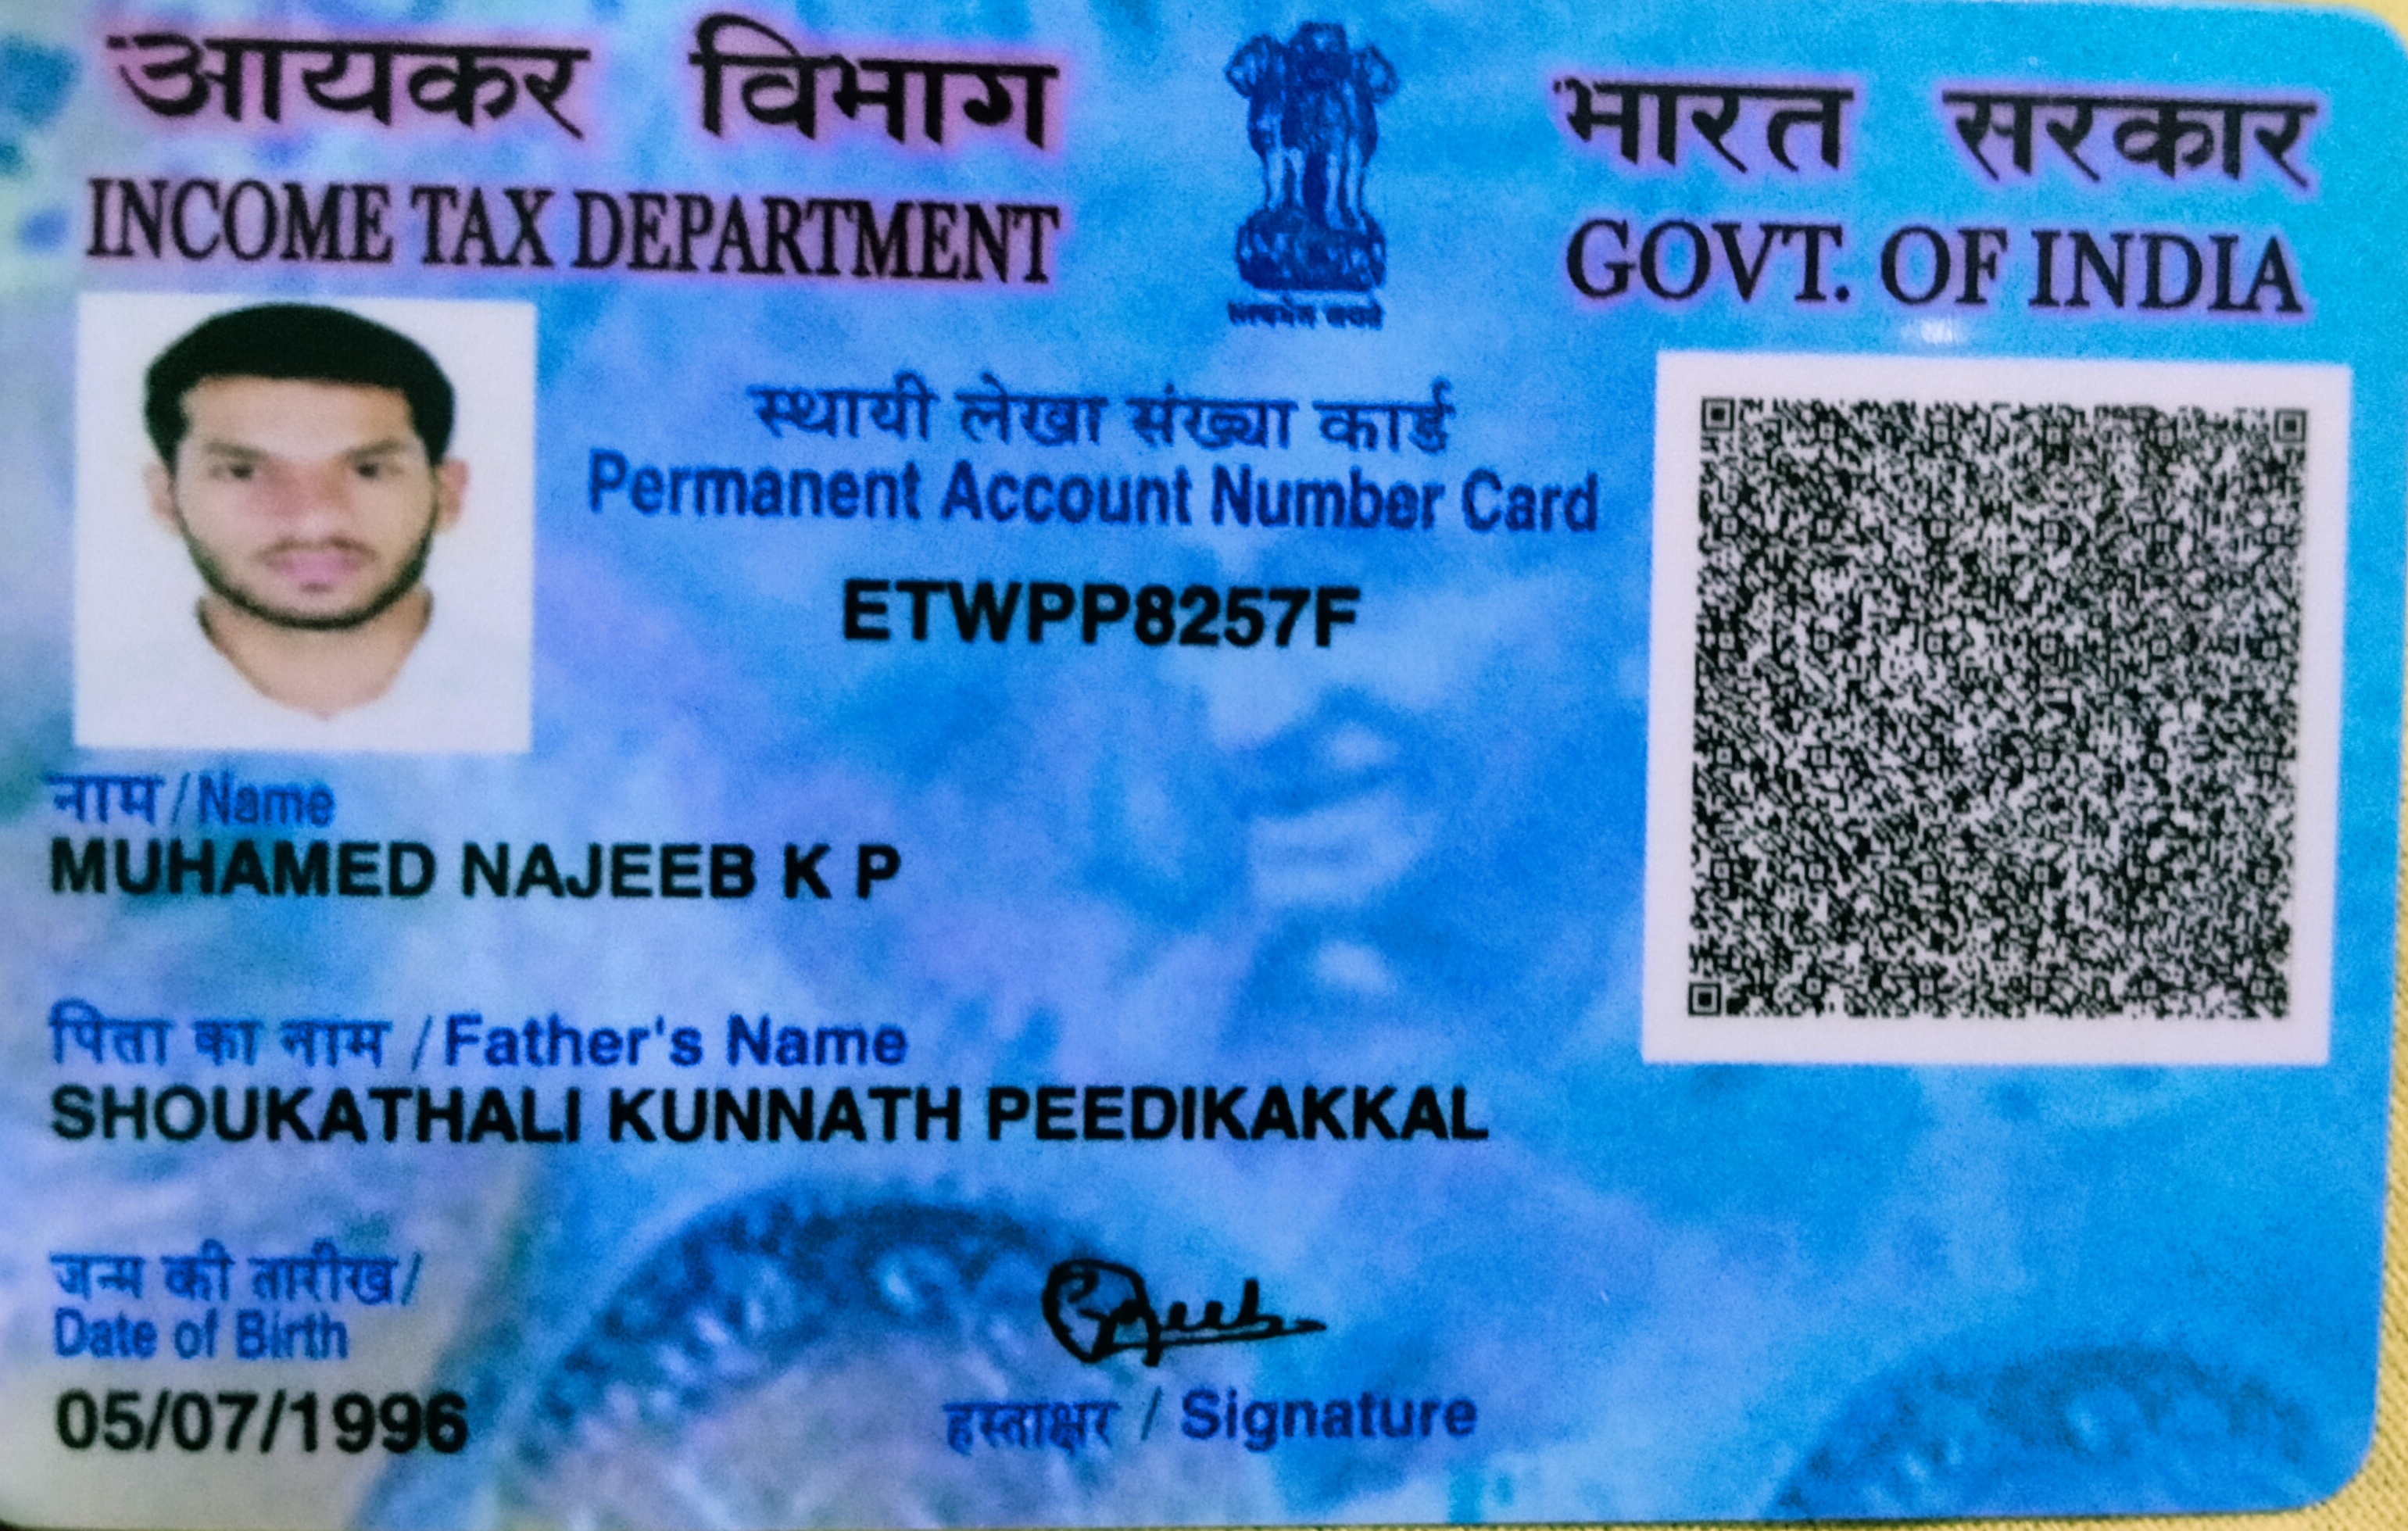 आयकर विभाग
INCOME TAX DEPARTMENT
भारत सरकार
GOVT. OF INDIA
सत्यमेव जयते
स्थायी लेखा संख्या कार्ड
Permanent Account Number Card
ETWPP8257F
नाम / Name
MUHAMED NAJEEB K P
पिता का नाम / Father's Name
SHOUKATHALI KUNNATH PEEDIKAKKAL
जन्म की तारीख /
Date of Birth
05/07/1996
हस्ताक्षर / Signature